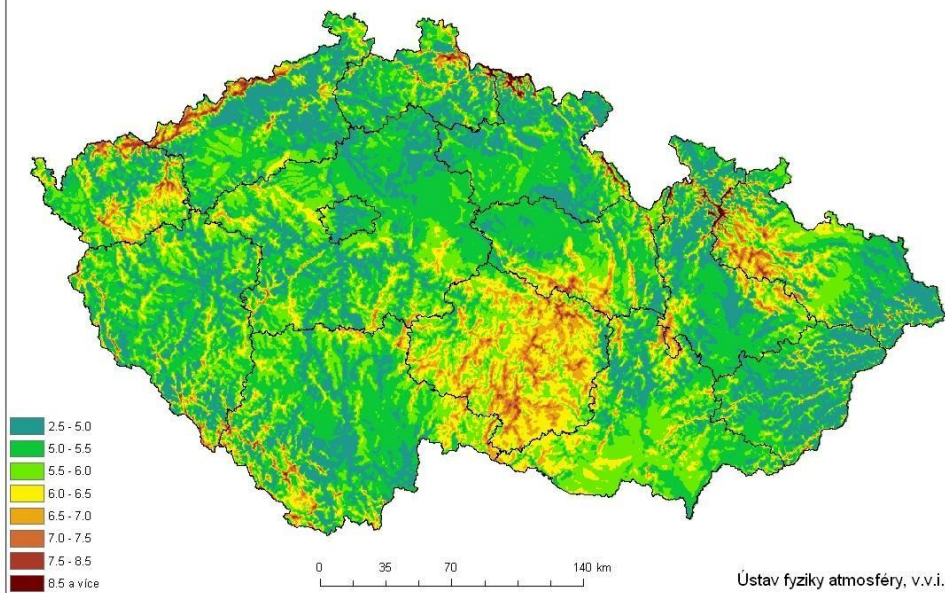 2.5 - 5.0
5.0 - 5.5
5.5 - 6.0
6.0 - 6.5
6.5 - 7.0
7.0 - 7.5
7.5 - 8.5
8.5 a více
0 35 70 140 km
Ústav fyziky atmosféry, v.v.i.